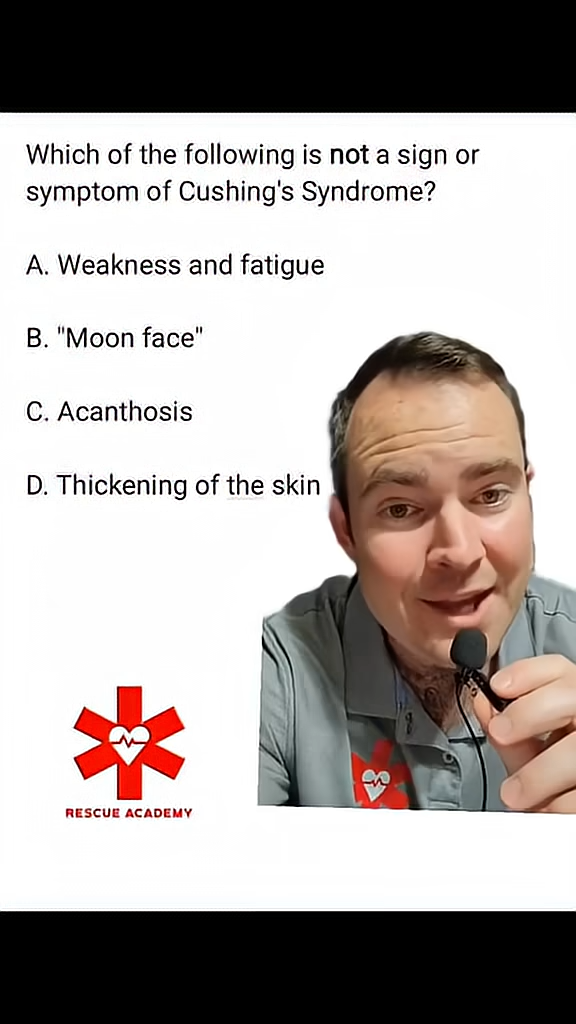 Which of the following is not a sign or
symptom of Cushing's Syndrome?
A. Weakness and fatigue
B. "Moon face"
C. Acanthosis
D. Thickening of the skin
RESCUE ACADEMY